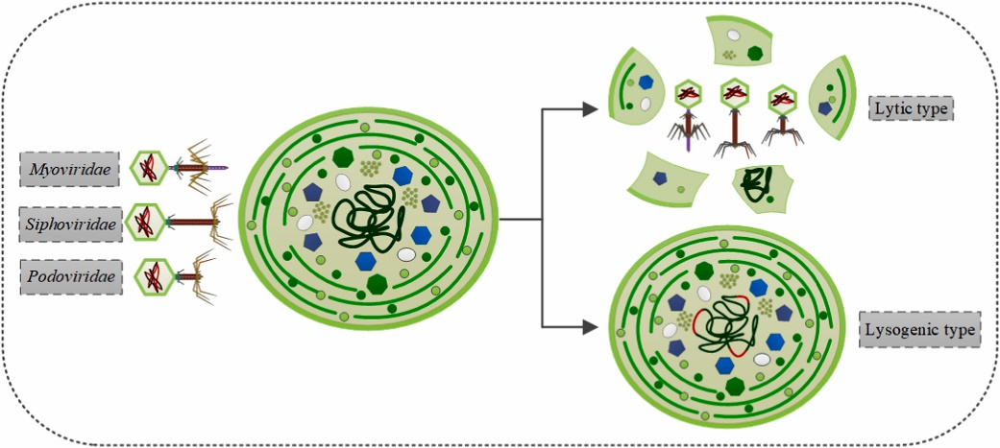 Myoviridae
Siphoviridae
Podoviridae
Lytic type
Lysogenic type